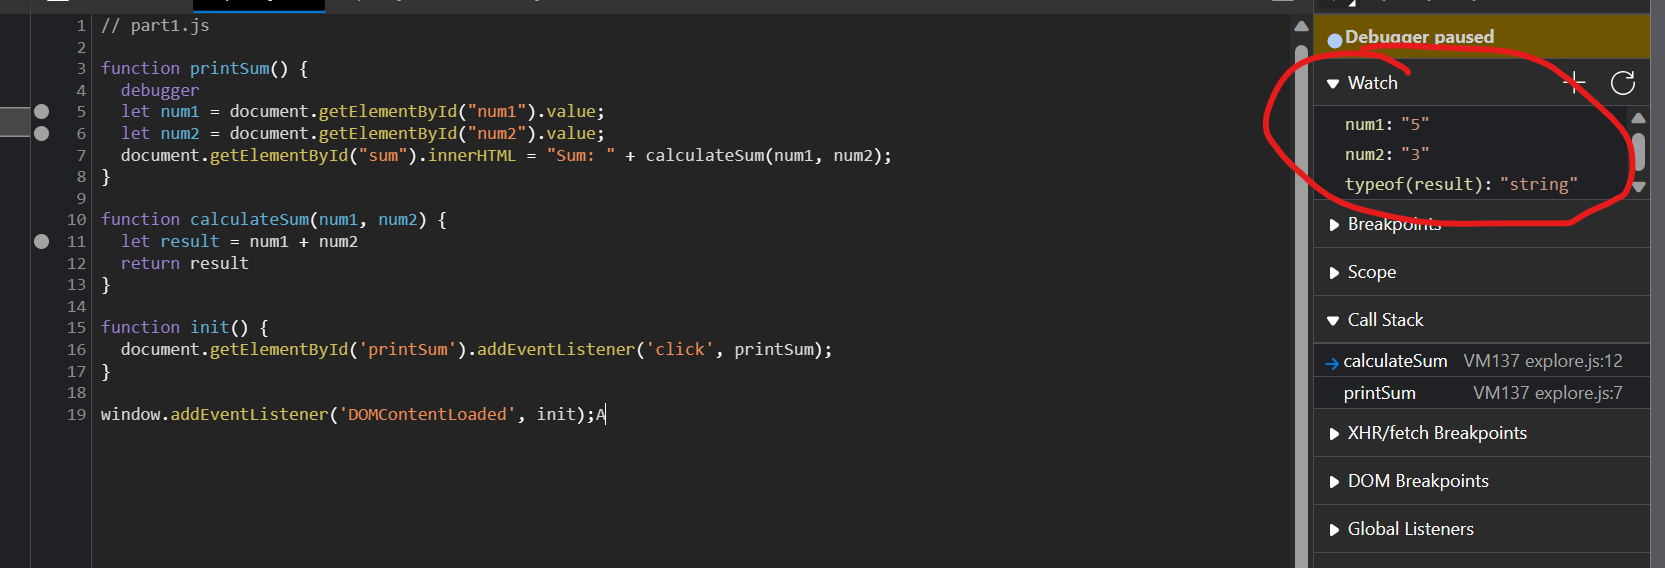 1 // part1.js
2
3 function printSum() {
4   debugger
5   let num1 = document.getElementById("num1").value;
6   let num2 = document.getElementById("num2").value;
7   document.getElementById("sum").innerHTML = "Sum: " + calculateSum(num1, num2);
8 }
9
10 function calculateSum(num1, num2) {
11   let result = num1 + num2
12   return result
13 }
14
15 function init() {
16   document.getElementById('printSum').addEventListener('click', printSum);
17 }
18
19 window.addEventListener('DOMContentLoaded', init);A
Debugger paused
Watch
num1: "5"
num2: "3"
typeof(result): "string"
Breakpoints
Scope
Call Stack
calculateSum VM137 explore.js:12
printSum VM137 explore.js:7
XHR/fetch Breakpoints
DOM Breakpoints
Global Listeners